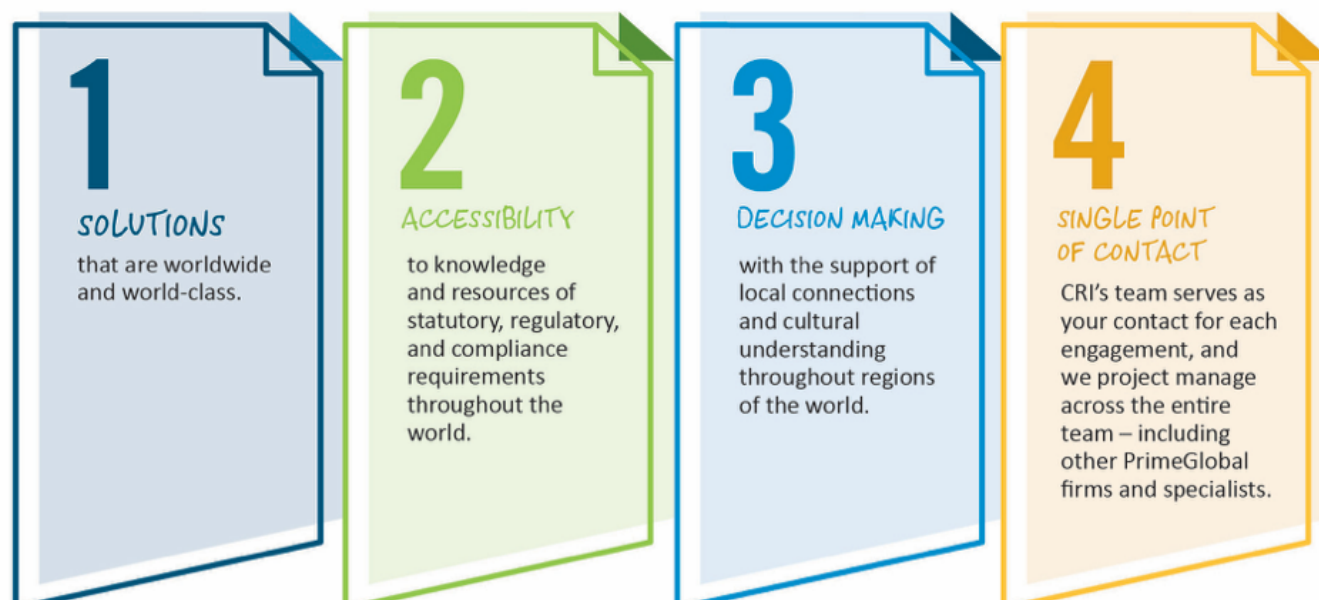 1
SOLUTIONS
that are worldwide
and world-class.
2
ACCESSIBILITY
to knowledge
and resources of
statutory, regulatory,
and compliance
requirements
throughout the
world.
3
DECISION MAKING
with the support of
local connections
and cultural
understanding
throughout regions
of the world.
4
SINGLE POINT
OF CONTACT
CRI’s team serves as
your contact for each
engagement, and
we project manage
across the entire
team – including
other PrimeGlobal
firms and specialists.